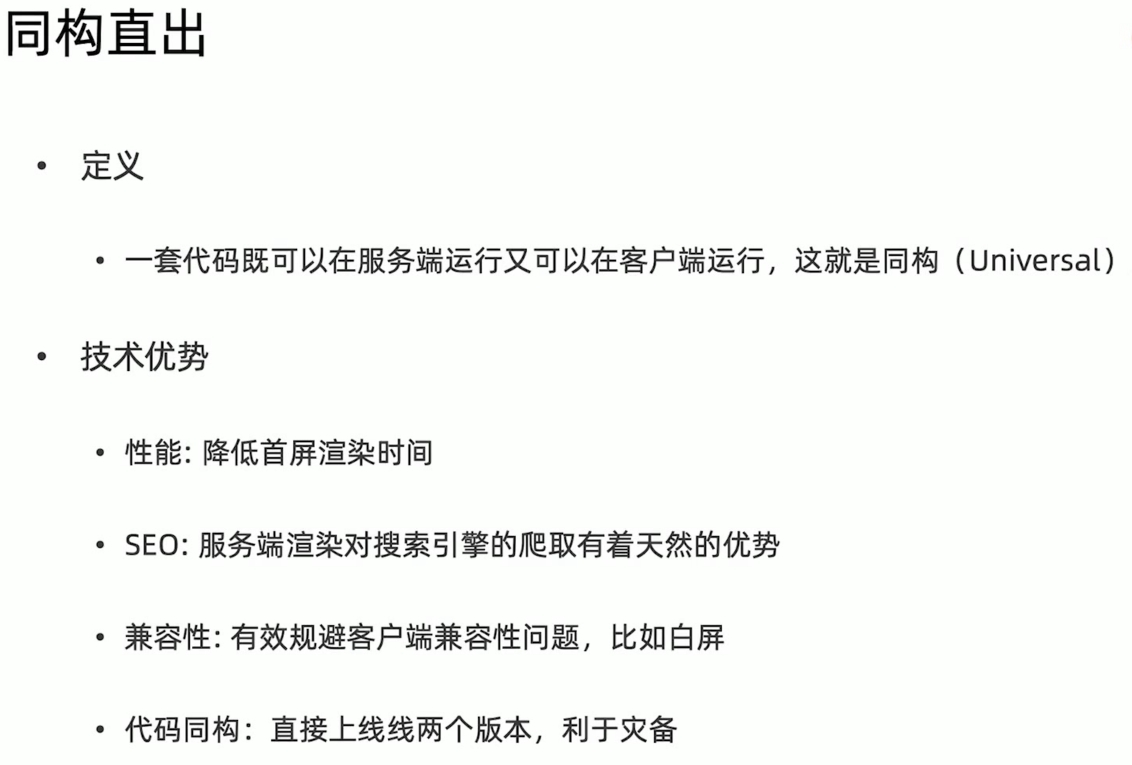 同构直出
• 定义
• 一套代码既可以在服务端运行又可以在客户端运行，这就是同构（Universal）
• 技术优势
• 性能: 降低首屏渲染时间
• SEO: 服务端渲染对搜索引擎的爬取有着天然的优势
• 兼容性: 有效规避客户端兼容性问题，比如白屏
• 代码同构：直接上线线两个版本，利于灾备